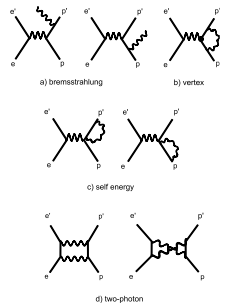 e' p' e' p' e' p'
e p e p e p
a) bremsstrahlung b) vertex
e' p' e' p'
e p e p
c) self energy
e' p' e' p'
e p e p
d) two-photon